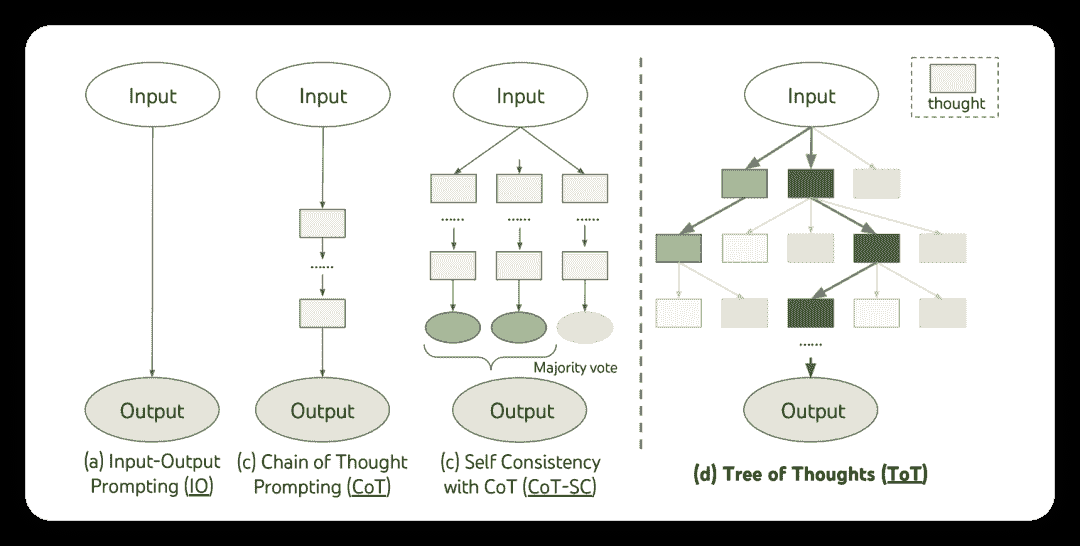 Input
Input
Input
Input
thought
......
...... ...... ......
Majority vote
......
Output
Output
Output
Output
(a) Input-Output
Prompting (IO)
(c) Chain of Thought
Prompting (CoT)
(c) Self Consistency
with CoT (CoT-SC)
(d) Tree of Thoughts (ToT)